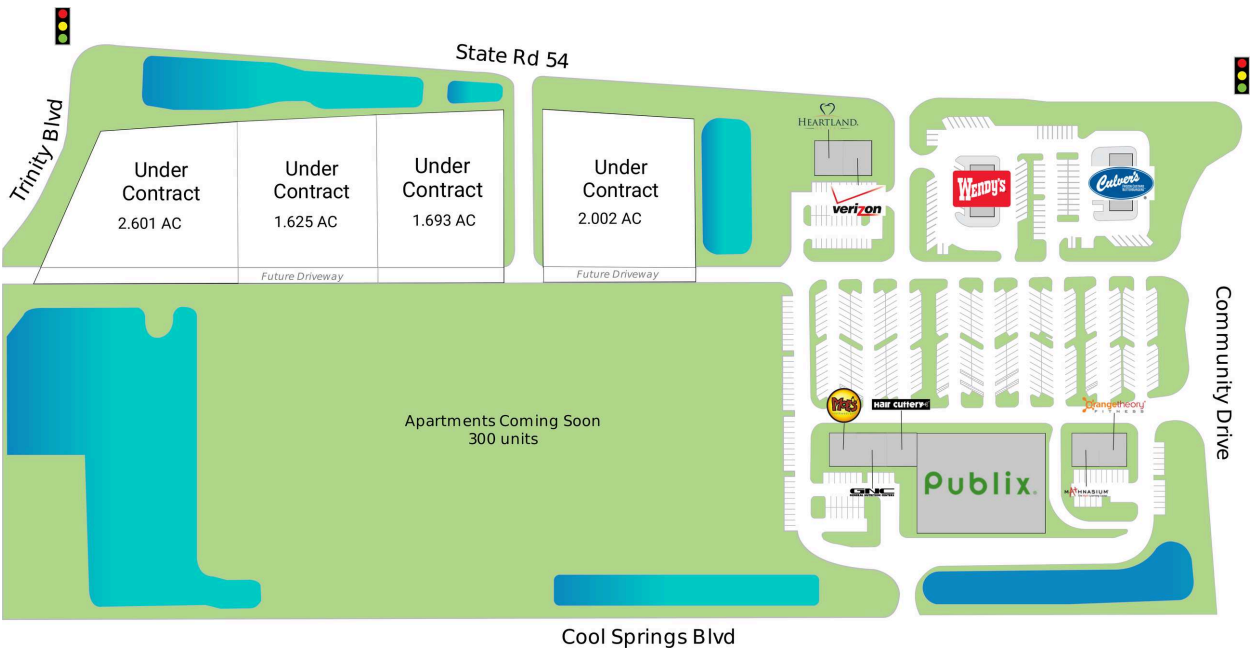 State Rd 54
Trinity Blvd
Under
Contract
2.601 AC
Under
Contract
1.625 AC
Under
Contract
1.693 AC
Under
Contract
2.002 AC
Future Driveway
Future Driveway
HEARTLAND.
verizon
WENDY'S
Culver's
Community Drive
Apartments Coming Soon
300 units
Moe's
HAIR CUTTERY
Orangetheory
FITNESS
GNC
Publix.
MATHNASIUM
Cool Springs Blvd